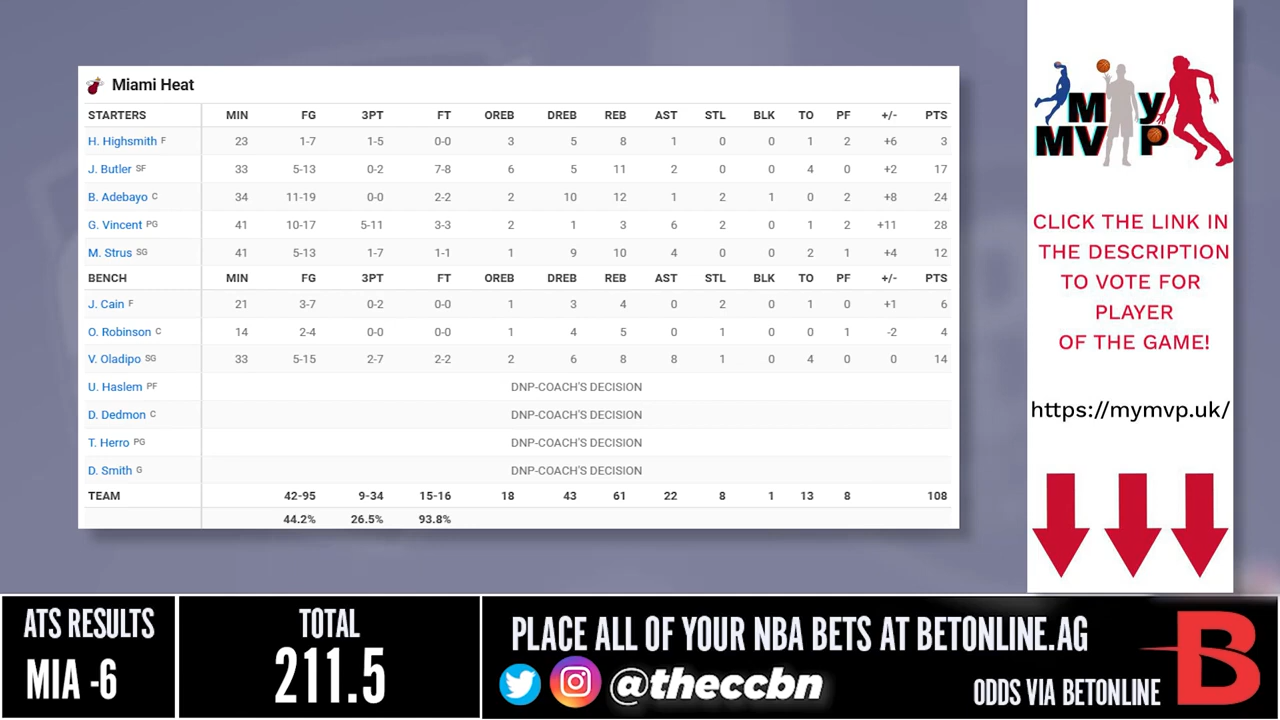 Miami Heat
STARTERS MIN FG 3PT FT OREB DREB REB AST STL BLK TO PF +/- PTS
H. Highsmith F 23 1-7 1-5 0-0 3 5 8 1 0 0 1 2 +6 3
J. Butler SF 33 5-13 0-2 7-8 6 5 11 2 0 0 4 0 +2 17
B. Adebayo C 34 11-19 0-0 2-2 2 10 12 1 2 1 0 2 +8 24
G. Vincent PG 41 10-17 5-11 3-3 2 1 3 6 2 0 1 2 +11 28
M. Strus SG 41 5-13 1-7 1-1 1 9 10 4 0 0 2 1 +4 12
BENCH MIN FG 3PT FT OREB DREB REB AST STL BLK TO PF +/- PTS
J. Cain F 21 3-7 0-2 0-0 1 3 4 0 2 0 1 0 +1 6
O. Robinson C 14 2-4 0-0 0-0 1 4 5 0 1 0 0 1 -2 4
V. Oladipo SG 33 5-15 2-7 2-2 2 6 8 8 1 0 4 0 0 14
U. Haslem PF DNP-COACH'S DECISION
D. Dedmon C DNP-COACH'S DECISION
T. Herro PG DNP-COACH'S DECISION
D. Smith G DNP-COACH'S DECISION
TEAM 42-95 9-34 15-16 18 43 61 22 8 1 13 8 108
44.2% 26.5% 93.8%
My
MVP
CLICK THE LINK IN
THE DESCRIPTION
TO VOTE FOR
PLAYER
OF THE GAME!
https://mymvp.uk/
ATS RESULTS
MIA -6
TOTAL
211.5
PLACE ALL OF YOUR NBA BETS AT BETONLINE.AG
@theccbn
ODDS VIA BETONLINE
B